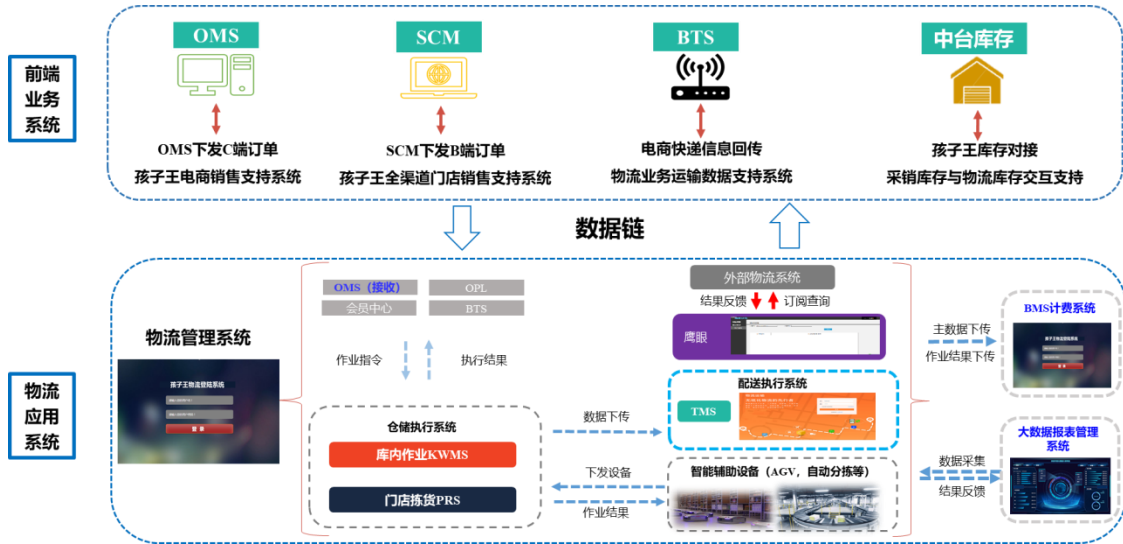 OMS
SCM
BTS
中台库存
前端
业务
系统
OMS下发C端订单
孩子王电商销售支持系统
SCM下发B端订单
孩子王全渠道门店销售支持系统
电商快递信息回传
物流业务运输数据支持系统
孩子王库存对接
采销库存与物流库存交互支持
数据链
物流
应用
系统
物流管理系统
孩子王物流登陆系统
登 录
OMS（接收）
OPL
会员中心
BTS
作业指令
执行结果
仓储执行系统
库内作业KWMS
门店拣货PRS
数据下传
下发设备
作业结果
外部物流系统
结果反馈
订阅查询
鹰眼
配送执行系统
TMS
智能辅助设备（AGV，自动分拣等）
主数据下传
作业结果下传
数据采集
结果反馈
BMS计费系统
孩子王物流登陆系统
大数据报表管理
系统